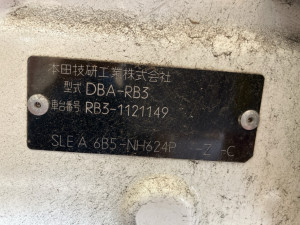 本田技研工業株式会社
型式 DBA-RB3
車台番号 RB3-1121149
SLE A 6B5-NH624P -Z -C